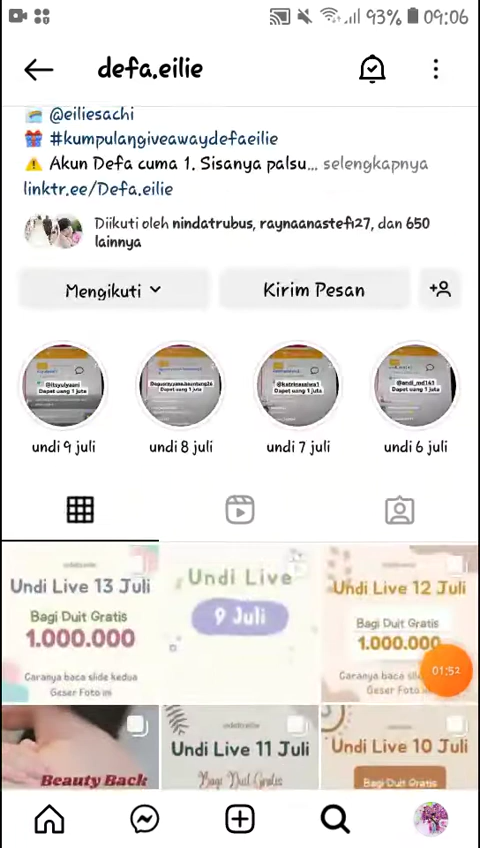 93% 09:06
defa.eilie
@eiliesachi
#kumpulangiveawaydefaeilie
Akun Defa cuma 1. Sisanya palsu... selengkapnya
linktr.ee/Defa.eilie
Diikuti oleh nindatrubus, raynaanastefi27, dan 650
lainnya
Mengikuti
Kirim Pesan
@itsyulyaani
Dapet uang 1 juta
Dapet uang 1 juta
Dapet uang 1 juta
@andi_md161
Dapet uang 1 juta
undi 9 juli
undi 8 juli
undi 7 juli
undi 6 juli
Undi Live 13 Juli
Bagi Duit Gratis
1.000.000
Caranya baca slide kedua
Geser Foto ini
Undi Live
9 Juli
Undi Live 12 Juli
Bagi Duit Gratis
1.000.000
Caranya baca
Geser Foto
01:52
Beauty Back
Undi Live 11 Juli
Bagi Duit Gratis
Undi Live 10 Juli
Bagi Duit Gratis